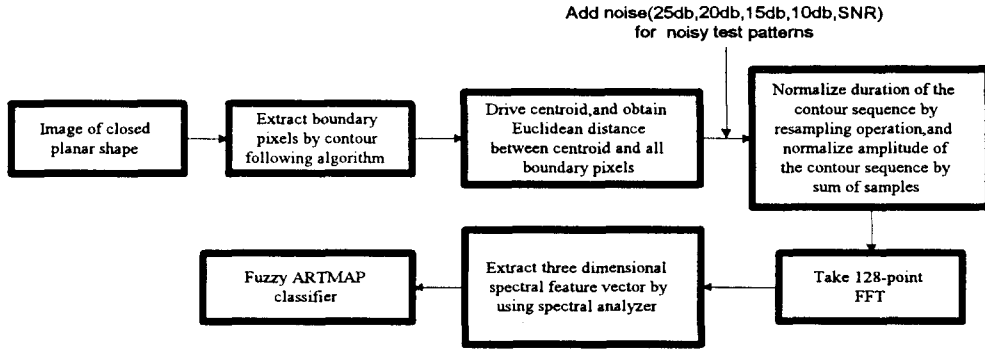 Add noise(25db,20db,15db,10db,SNR)
for noisy test patterns
Image of closed
planar shape
Extract boundary
pixels by contour
following algorithm
Drive centroid,and obtain
Euclidean distance
between centroid and all
boundary pixels
Normalize duration of the
contour sequence by
resampling operation,and
normalize amplitude of
the contour sequence by
sum of samples
Take 128-point
FFT
Extract three dimensional
spectral feature vector by
using spectral analyzer
Fuzzy ARTMAP
classifier